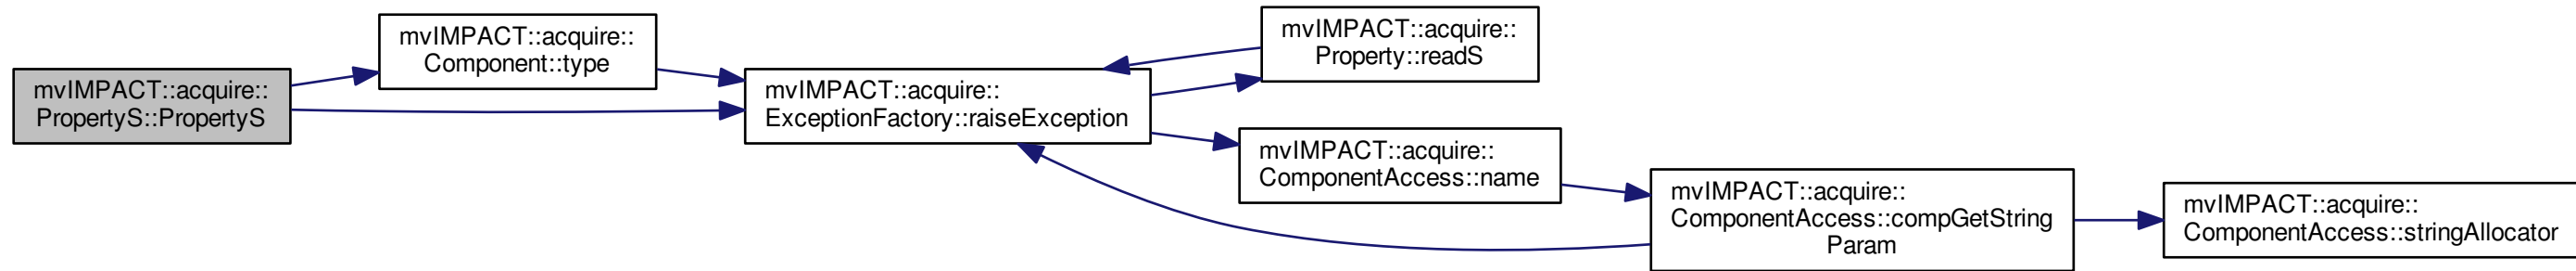 mvIMPACT::acquire::
PropertyS::PropertyS
mvIMPACT::acquire::
Component::type
mvIMPACT::acquire::
ExceptionFactory::raiseException
mvIMPACT::acquire::
Property::readS
mvIMPACT::acquire::
ComponentAccess::name
mvIMPACT::acquire::
ComponentAccess::compGetString
Param
mvIMPACT::acquire::
ComponentAccess::stringAllocator